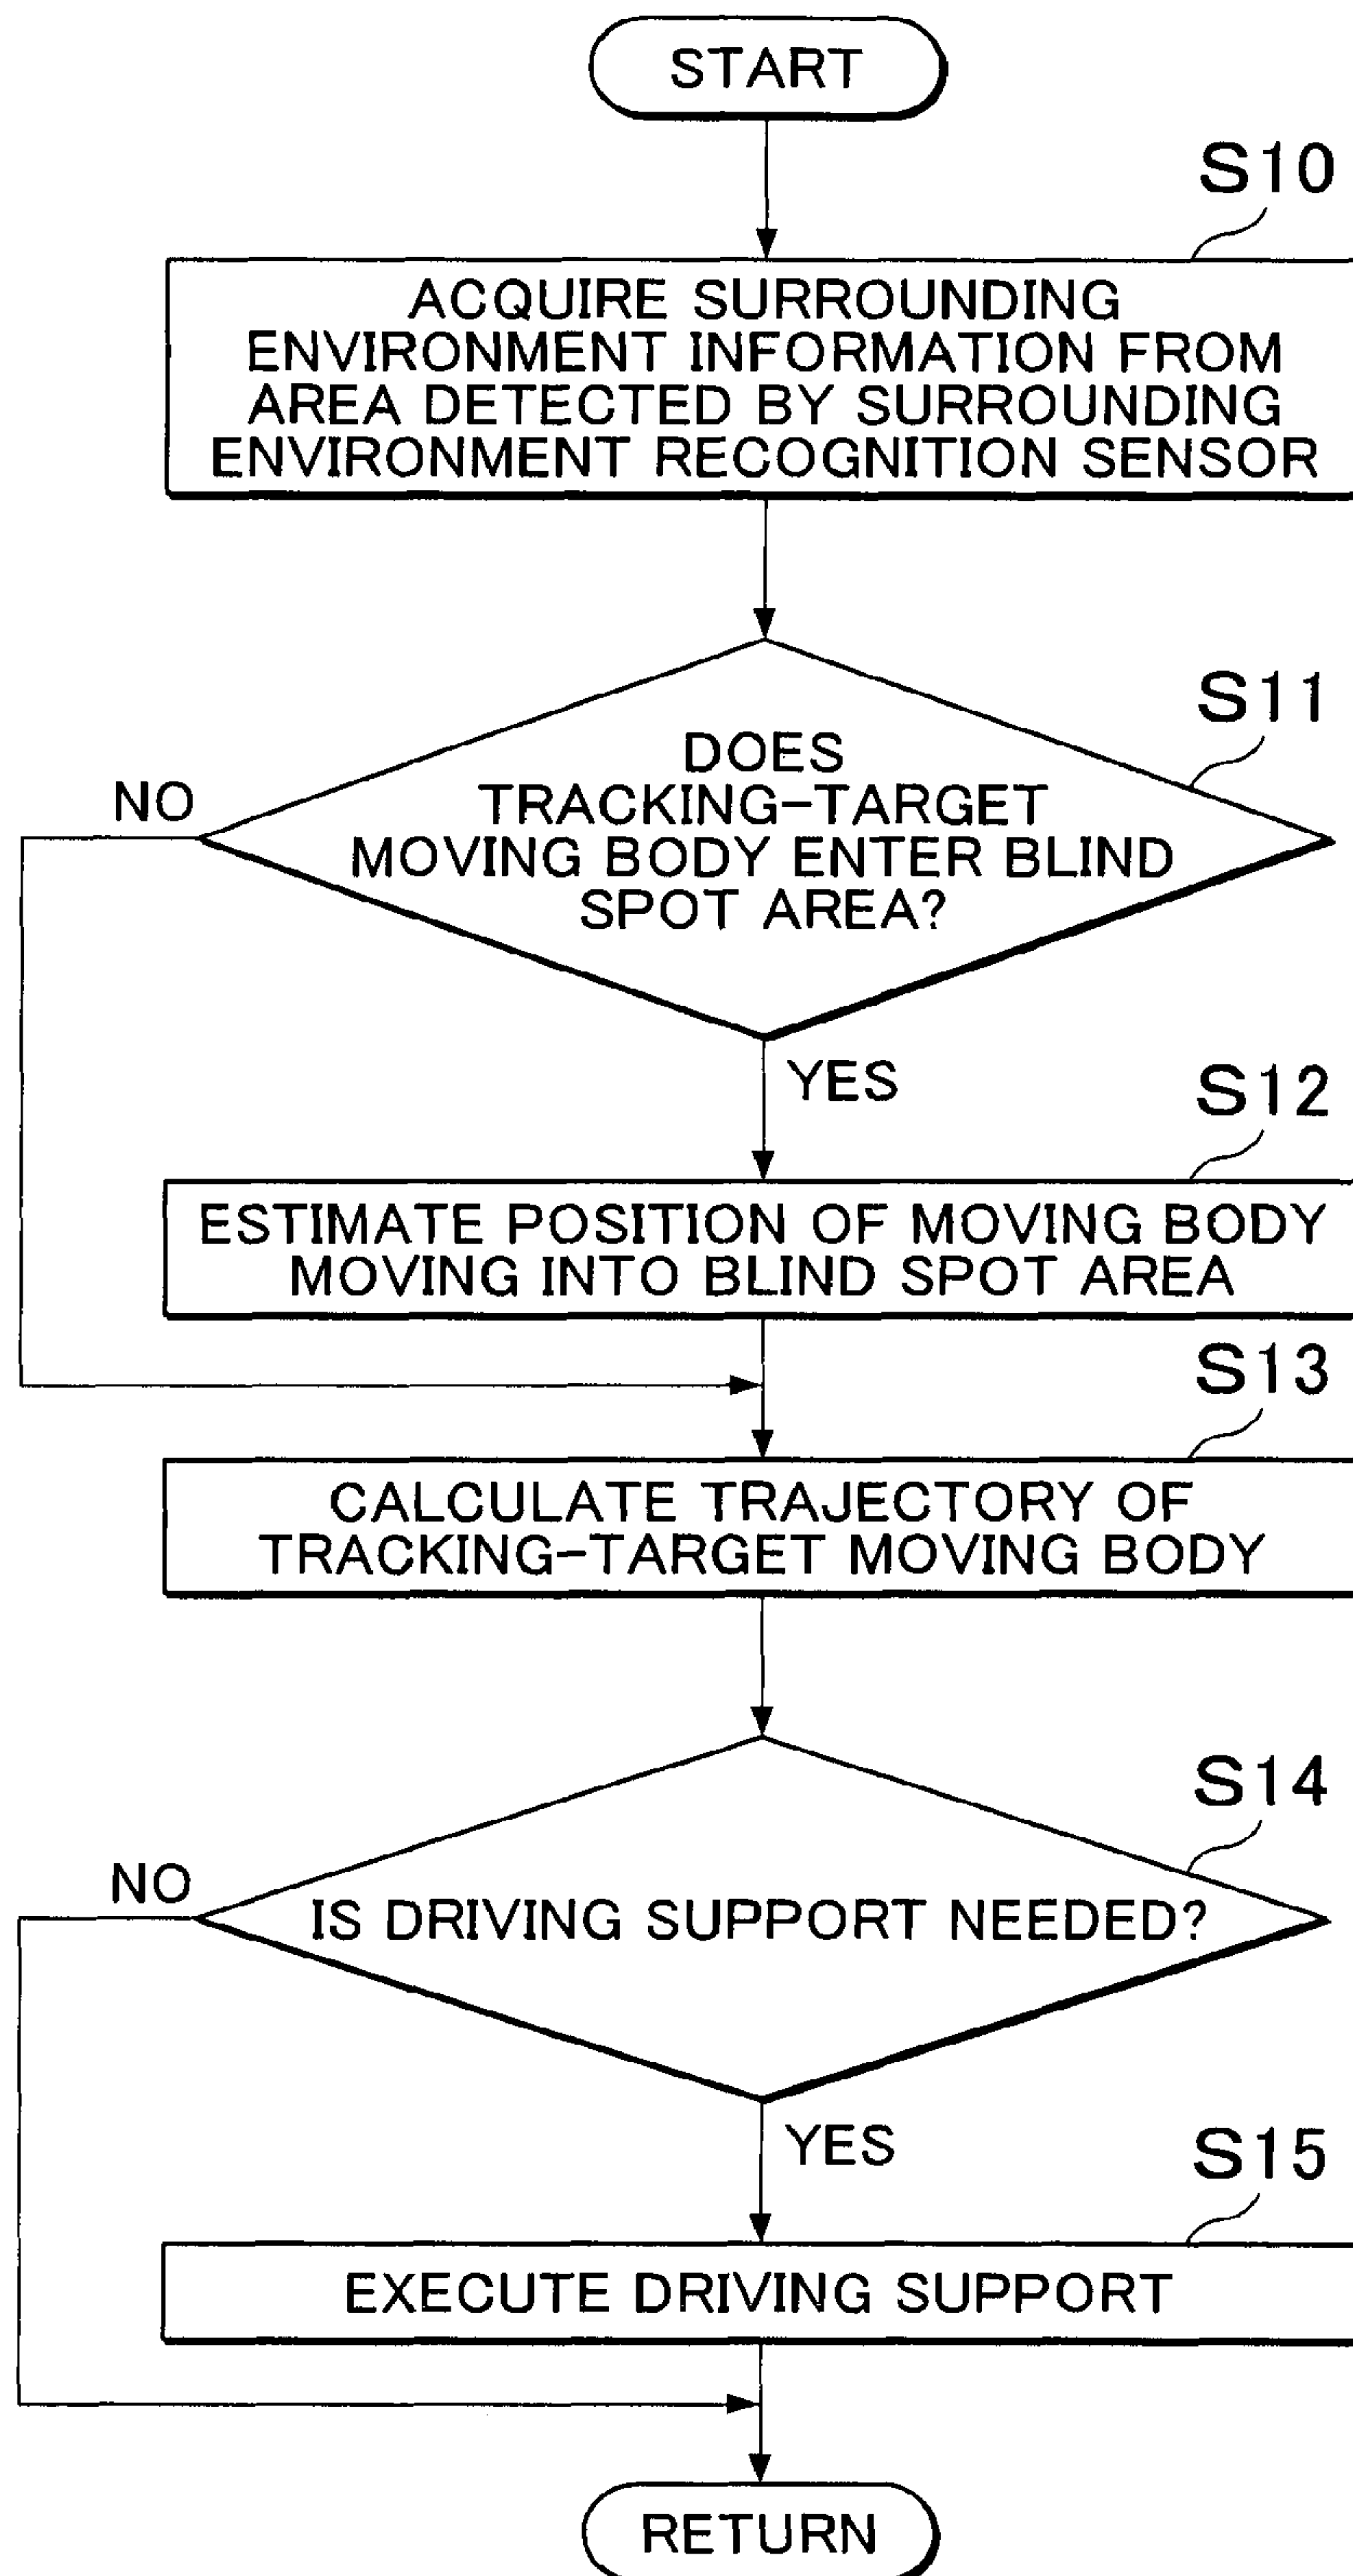 START
S10
ACQUIRE SURROUNDING
ENVIRONMENT INFORMATION FROM
AREA DETECTED BY SURROUNDING
ENVIRONMENT RECOGNITION SENSOR
S11
DOES
TRACKING-TARGET
MOVING BODY ENTER BLIND
SPOT AREA?
NO
YES
S12
ESTIMATE POSITION OF MOVING BODY
MOVING INTO BLIND SPOT AREA
S13
CALCULATE TRAJECTORY OF
TRACKING-TARGET MOVING BODY
S14
IS DRIVING SUPPORT NEEDED?
NO
YES
S15
EXECUTE DRIVING SUPPORT
RETURN